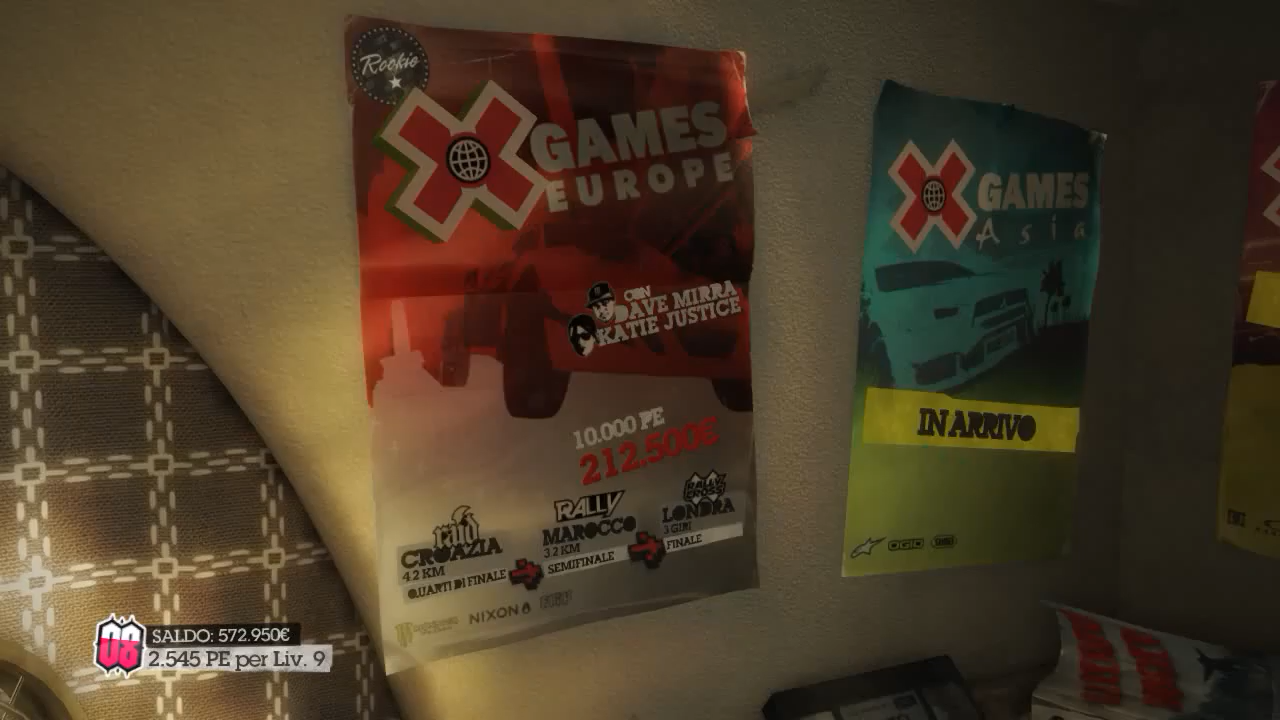 Rookie
X GAMES
EUROPE
CON
DAVE MIRRA
KATIE JUSTICE
10.000 PE
212.500€
raid
CROAZIA
4.2 KM
QUARTI DI FINALE
RALLY
MAROCCO
3.2 KM
SEMIFINALE
RALLY
CROSS
LONDRA
3 GIRI
FINALE
NIXON
X GAMES
Asia
IN ARRIVO
OGIO
SALDO: 572.950€
2.545 PE per Liv. 9